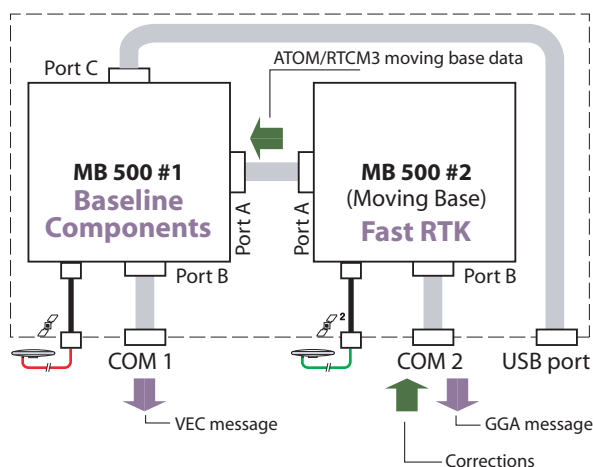 ATOM/RTCM3 moving base data
Port C
MB 500 #1
Baseline
Components
Port A
Port A
MB 500 #2
(Moving Base)
Fast RTK
Port B
Port B
2
COM 1
COM 2
USB port
VEC message
GGA message
Corrections